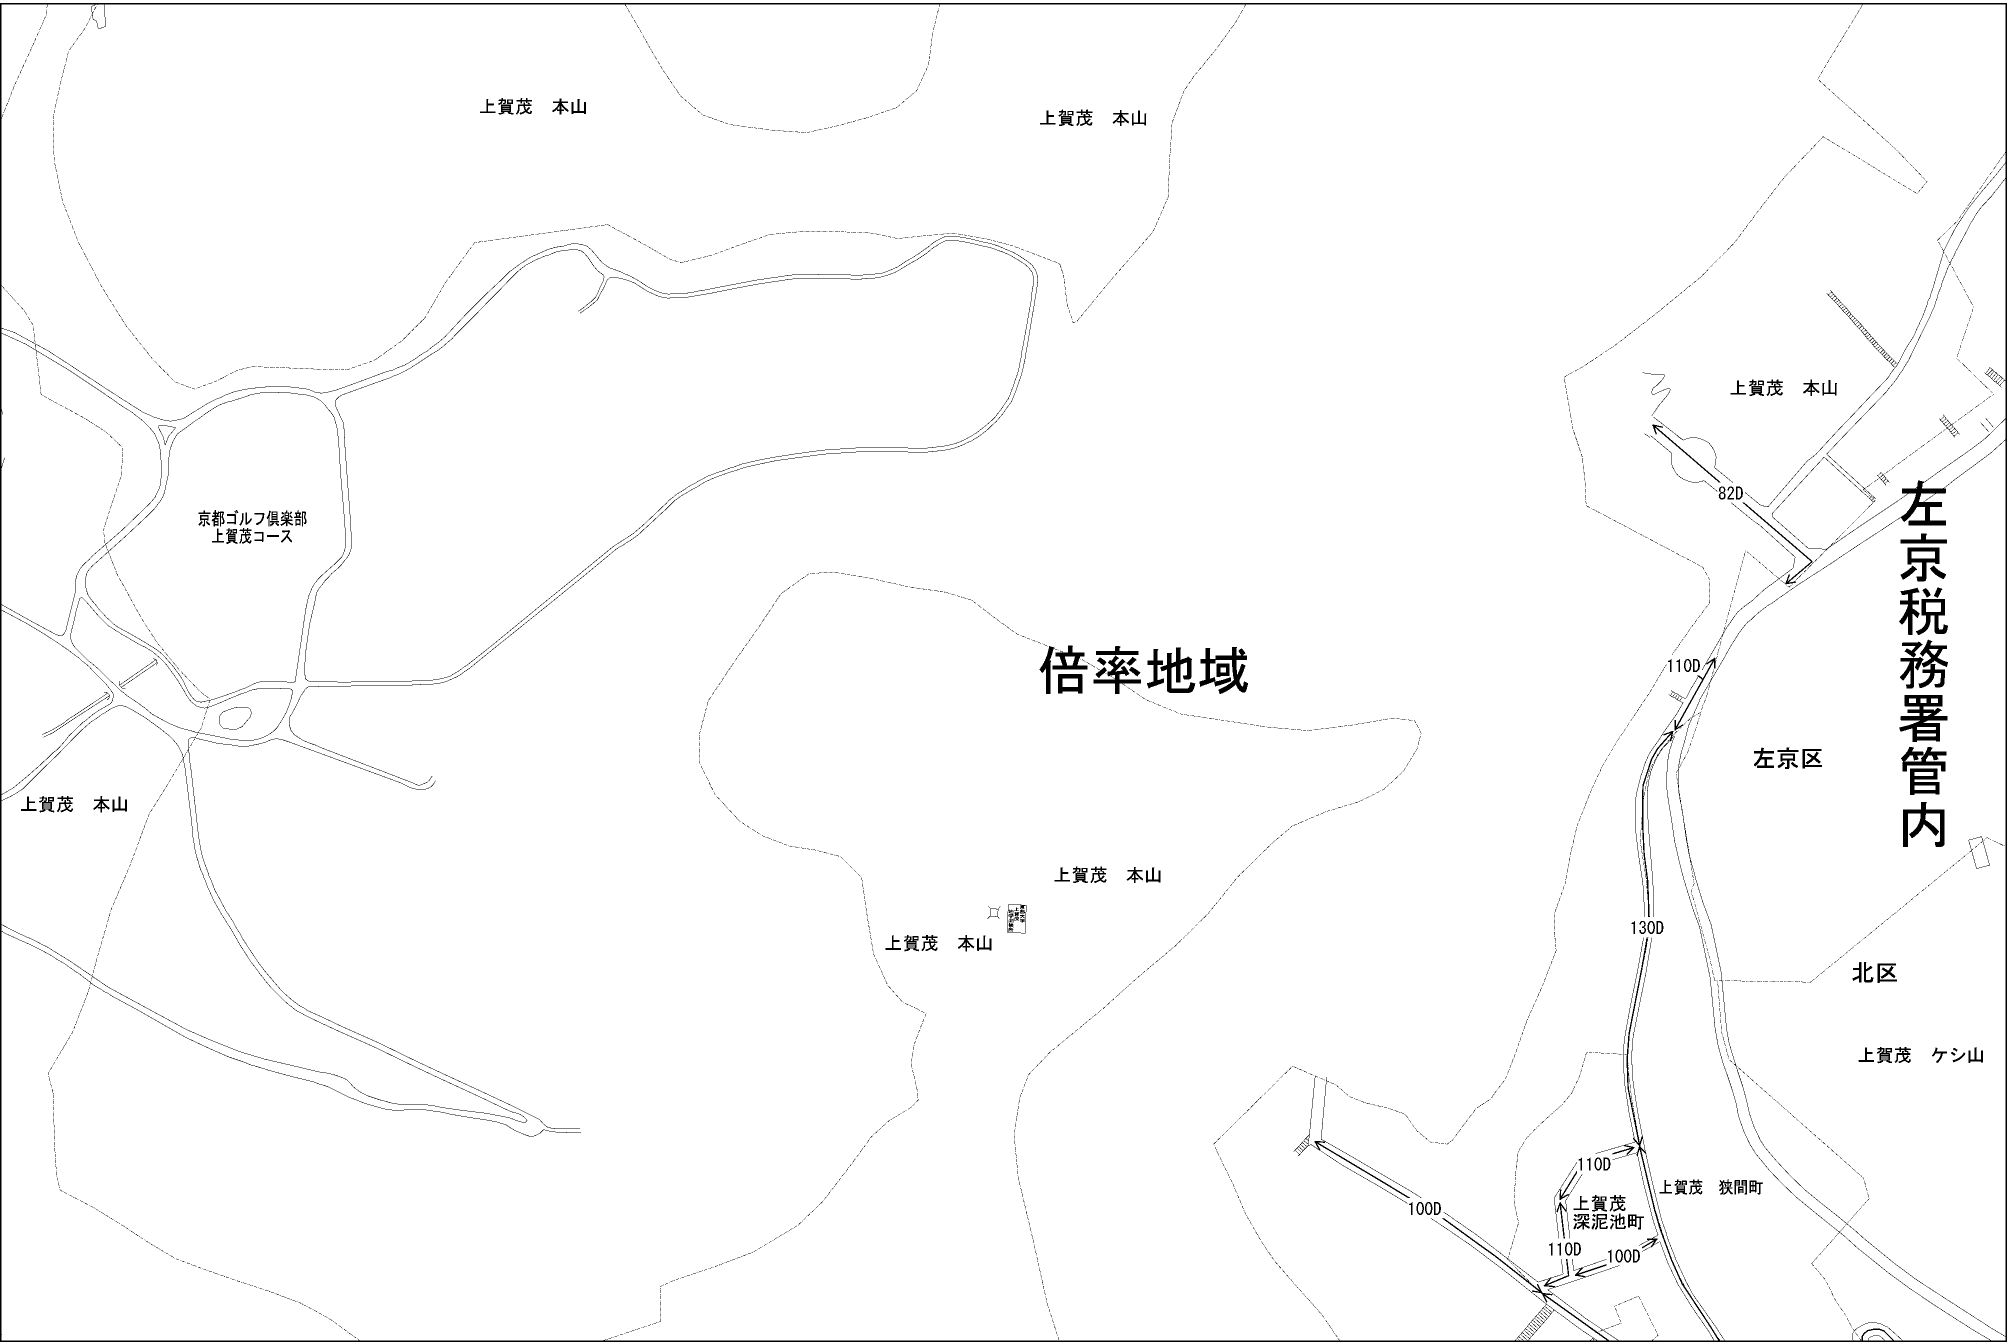 上賀茂　本山
上賀茂　本山
上賀茂　本山
82D
京都ゴルフ倶楽部
上賀茂コース
左京税務署管内
倍率地域
110D
左京区
上賀茂　本山
上賀茂　本山
130D
上賀茂　本山
北区
上賀茂　ケシ山
110D
上賀茂　狭間町
上賀茂
深泥池町
100D
110D
100D